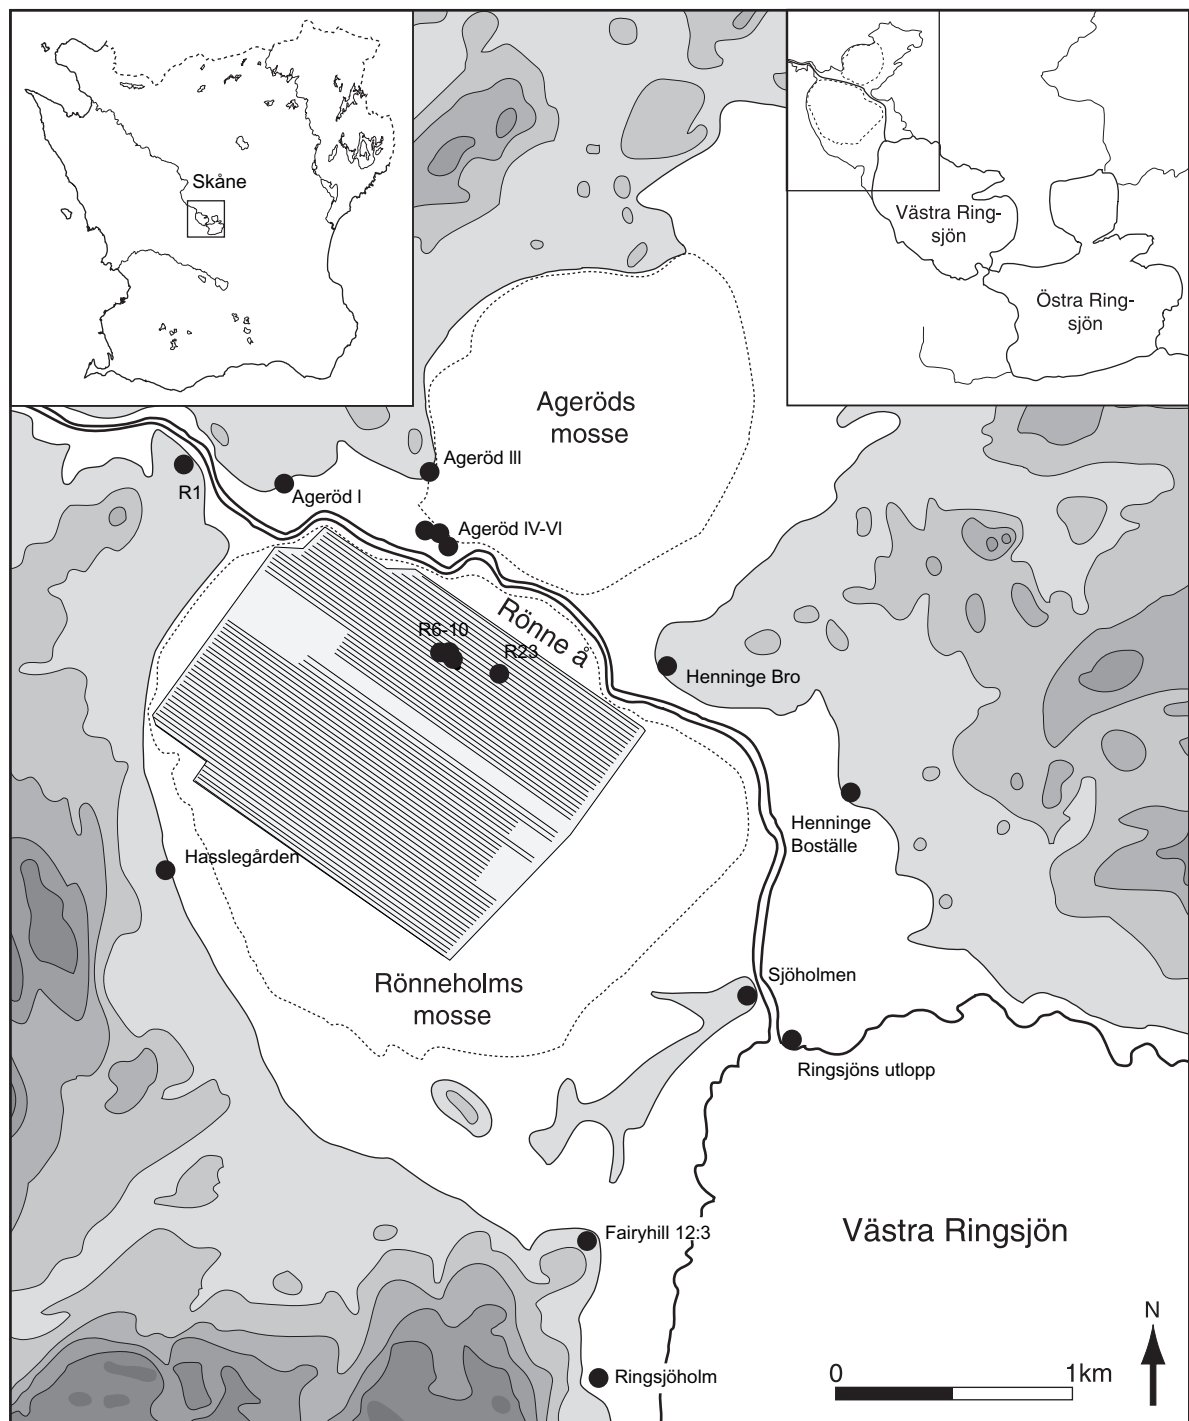 Skåne
Västra Ring-
sjön
Östra Ring-
sjön
Ageröds
mosse
Ageröd III
R1
Ageröd I
Ageröd IV-VI
Rönne å
R6-10
R23
Henninge Bro
Henninge
Boställe
Hasslegården
Sjöholmen
Rönneholms
mosse
Ringsjöns utlopp
Fairyhill 12:3
Västra Ringsjön
N
0
1km
Ringsjöholm